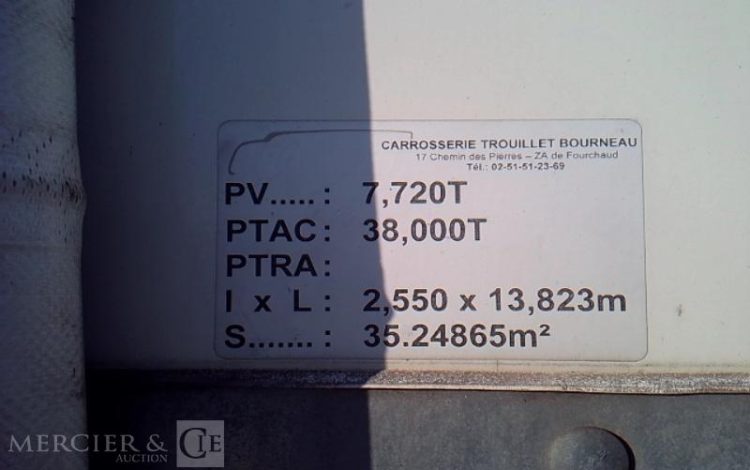 CARROSSERIE TROUILLET BOURNEAU
17 Chemin des Pierres – ZA de Fourchaud
Tél.: 02-51-51-23-69
PV.....: 7,720T
PTAC: 38,000T
PTRA:
l x L: 2,550 x 13,823m
S.......: 35.24865m²
MERCIER & CIE
AUCTION